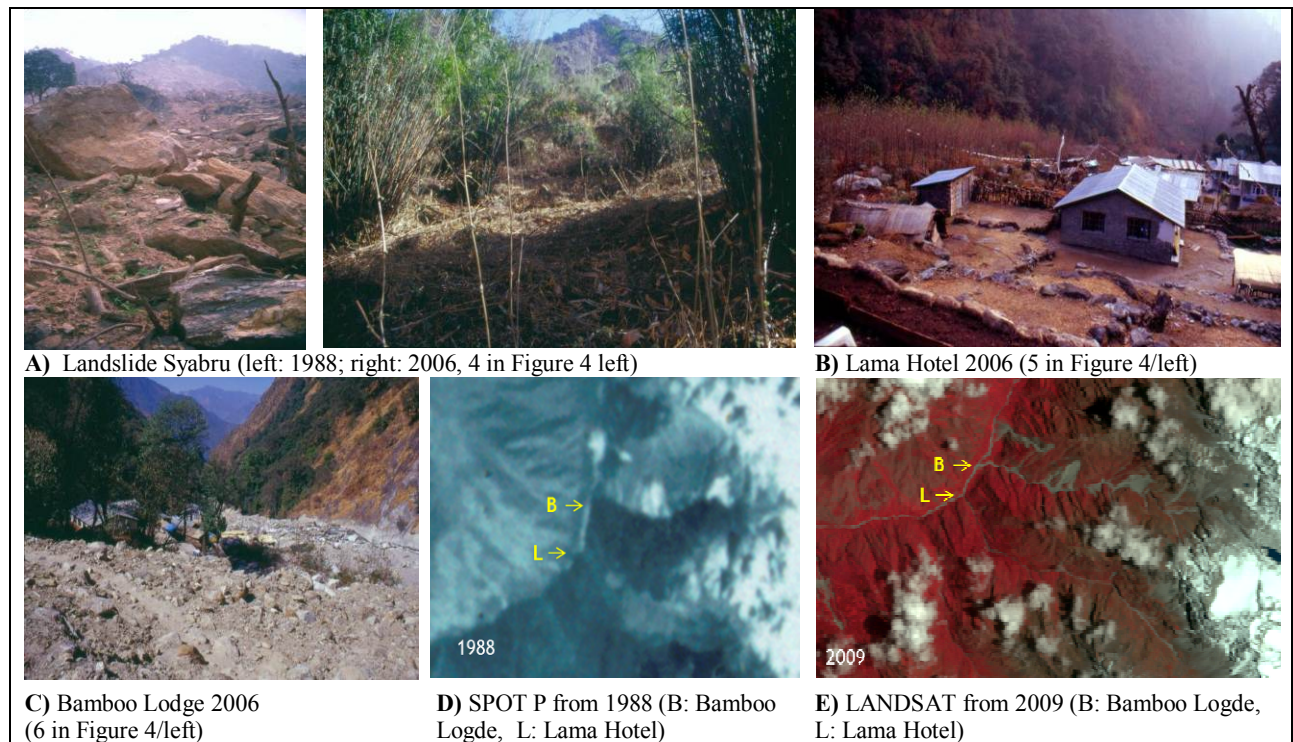 A) Landslide Syabru (left: 1988; right: 2006, 4 in Figure 4 left)
B) Lama Hotel 2006 (5 in Figure 4/left)
B
L
1988
B
L
2009
C) Bamboo Lodge 2006
(6 in Figure 4/left)
D) SPOT P from 1988 (B: Bamboo
Logde, L: Lama Hotel)
E) LANDSAT from 2009 (B: Bamboo Logde,
L: Lama Hotel)